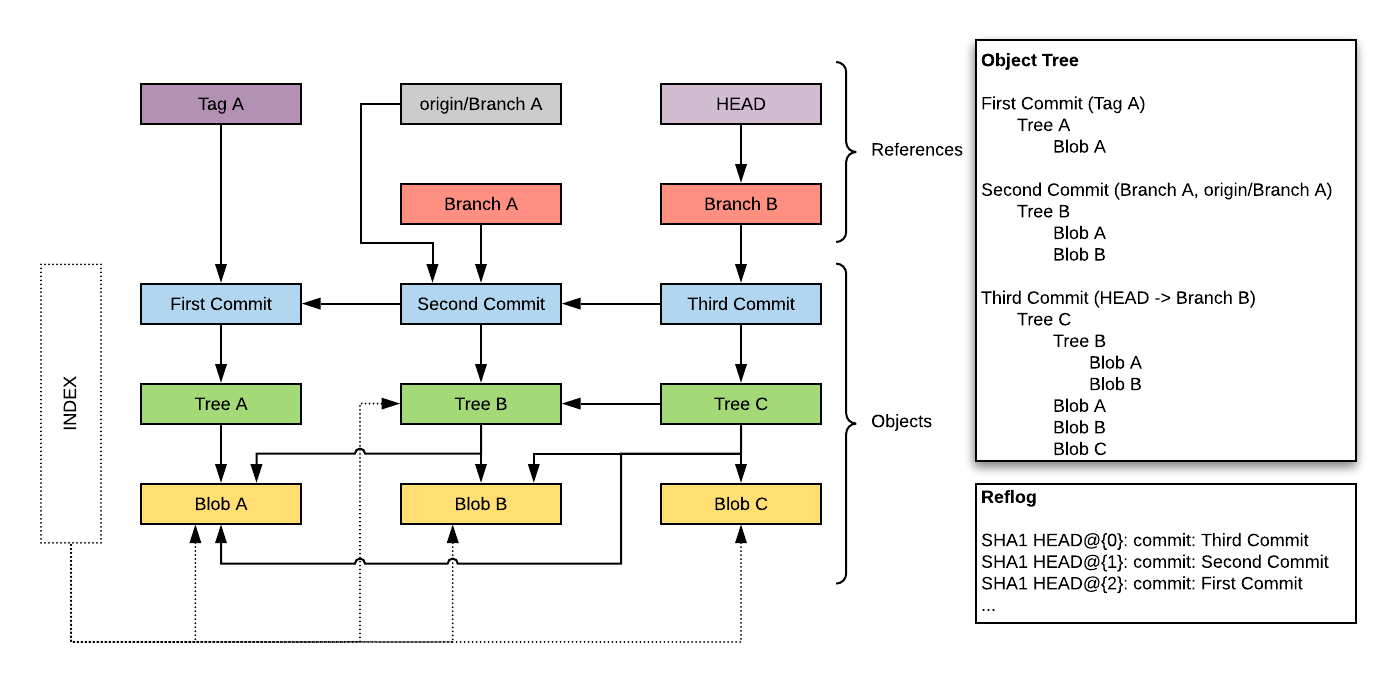 Tag A
origin/Branch A
HEAD
References
Branch A
Branch B
First Commit
Second Commit
Third Commit
INDEX
Tree A
Tree B
Tree C
Objects
Blob A
Blob B
Blob C
Object Tree
First Commit (Tag A)
Tree A
Blob A
Second Commit (Branch A, origin/Branch A)
Tree B
Blob A
Blob B
Third Commit (HEAD -> Branch B)
Tree C
Tree B
Blob A
Blob B
Blob A
Blob B
Blob C
Reflog
SHA1 HEAD@{0}: commit: Third Commit
SHA1 HEAD@{1}: commit: Second Commit
SHA1 HEAD@{2}: commit: First Commit
...